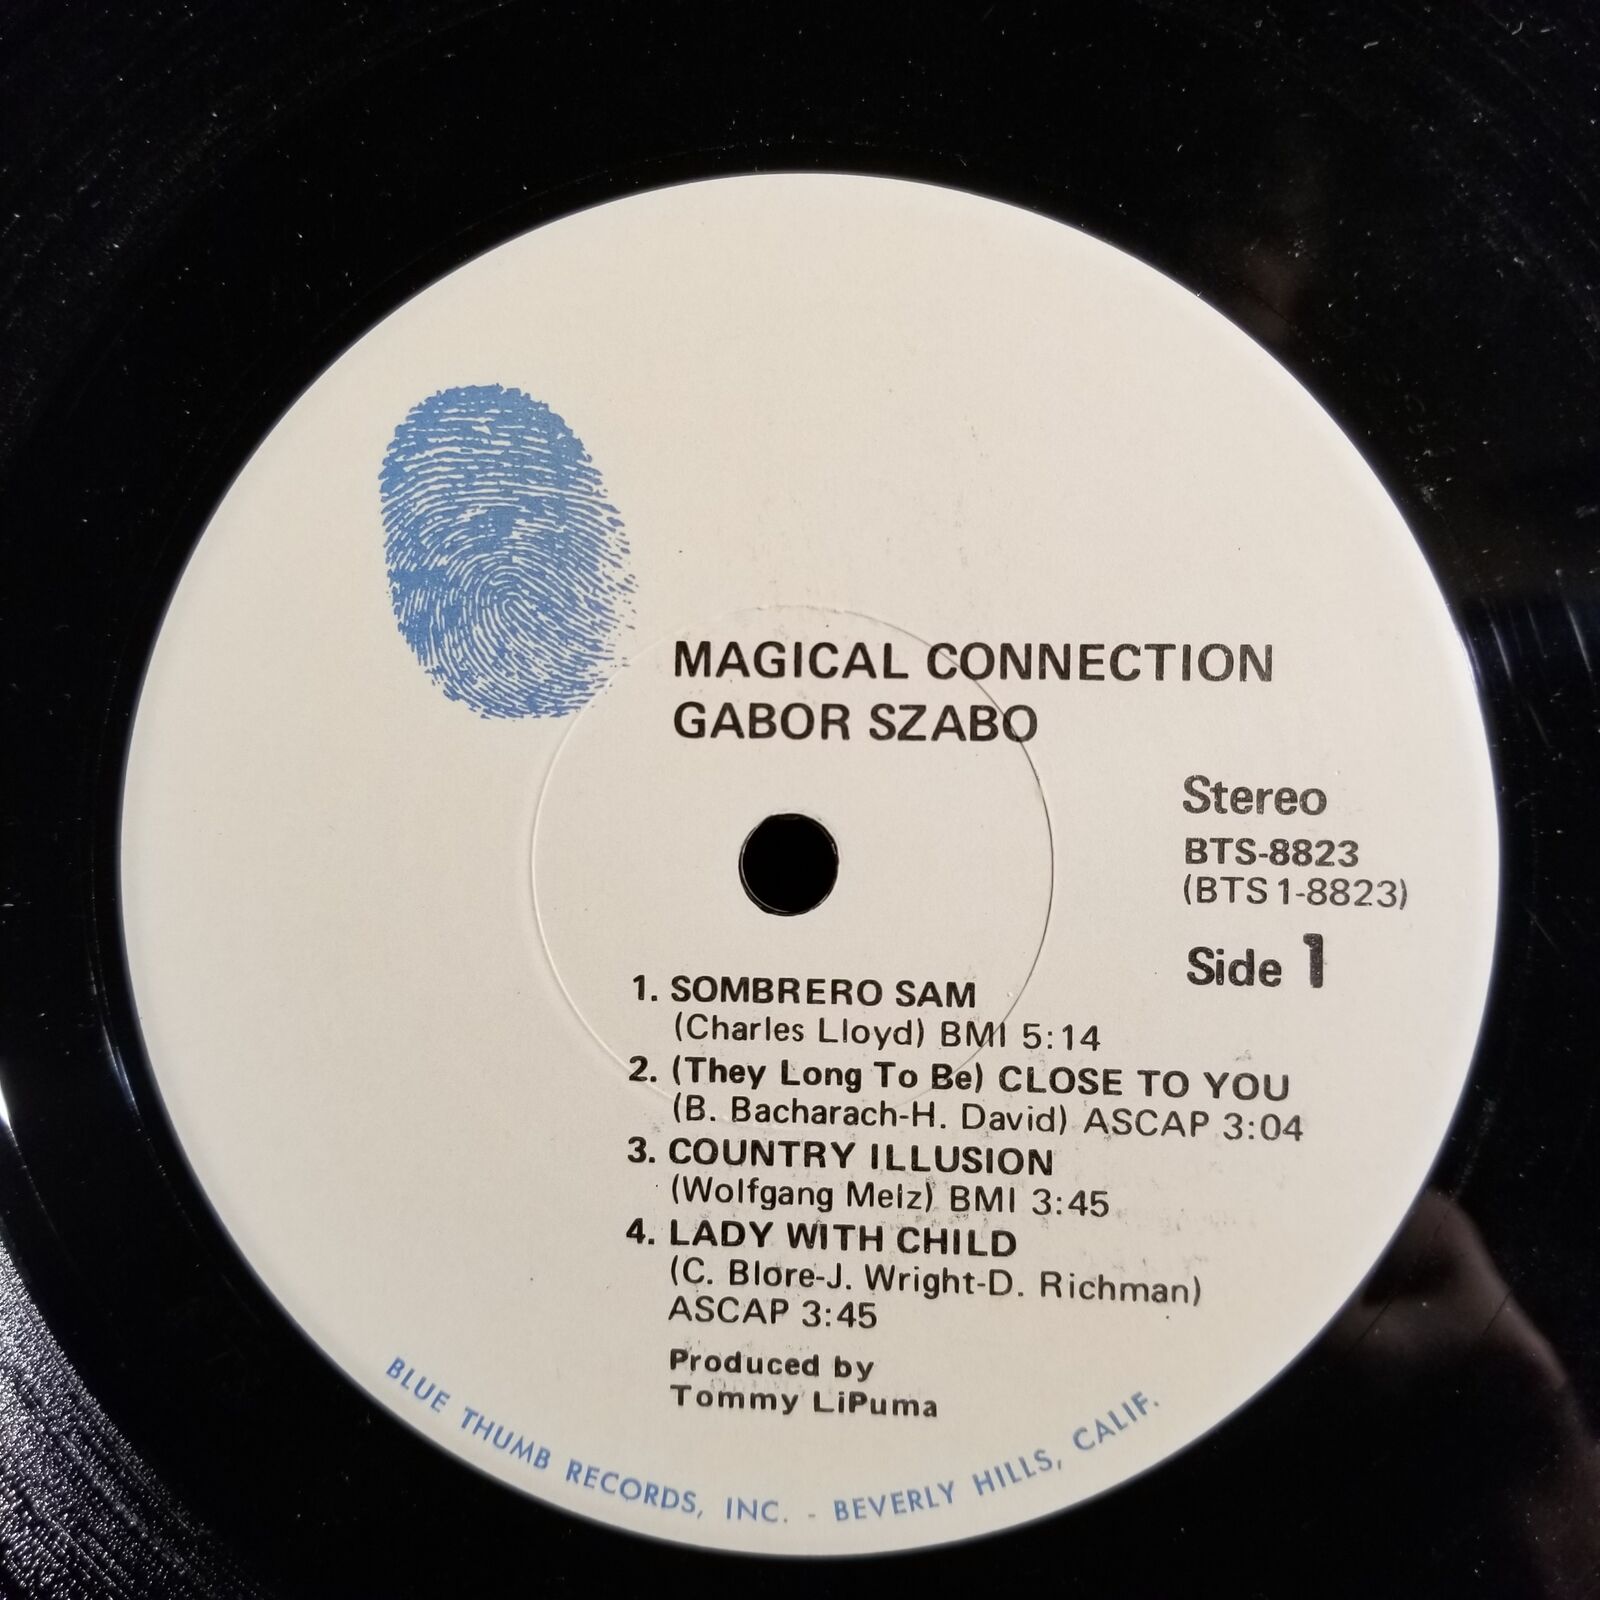 MAGICAL CONNECTION
GABOR SZABO
Stereo
BTS-8823
(BTS 1-8823)
Side 1
1. SOMBRERO SAM
(Charles Lloyd) BMI 5:14
2. (They Long To Be) CLOSE TO YOU
(B. Bacharach-H. David) ASCAP 3:04
3. COUNTRY ILLUSION
(Wolfgang Melz) BMI 3:45
4. LADY WITH CHILD
(C. Blore-J. Wright-D. Richman)
ASCAP 3:45
Produced by
Tommy LiPuma
BLUE THUMB RECORDS, INC. - BEVERLY HILLS, CALIF.